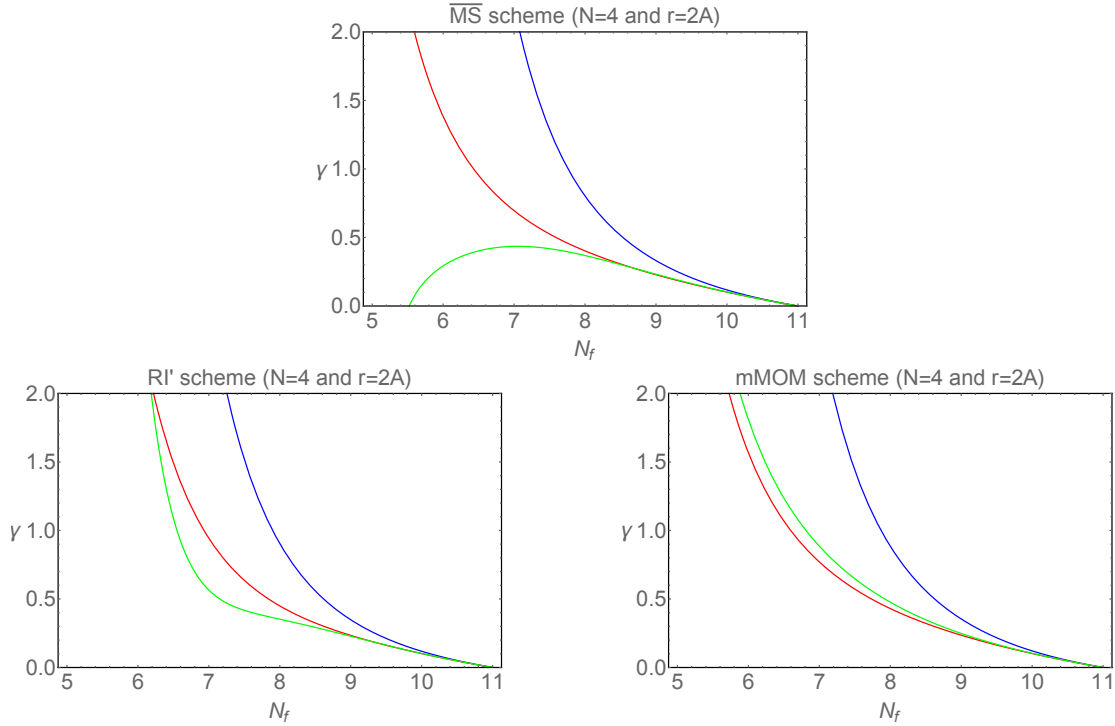 MS scheme (N=4 and r=2A)
2.0
1.5
γ 1.0
0.5
0.0
5 6 7 8 9 10 11
N_f
RI' scheme (N=4 and r=2A)
2.0
1.5
γ 1.0
0.5
0.0
5 6 7 8 9 10 11
N_f
mMOM scheme (N=4 and r=2A)
2.0
1.5
γ 1.0
0.5
0.0
5 6 7 8 9 10 11
N_f